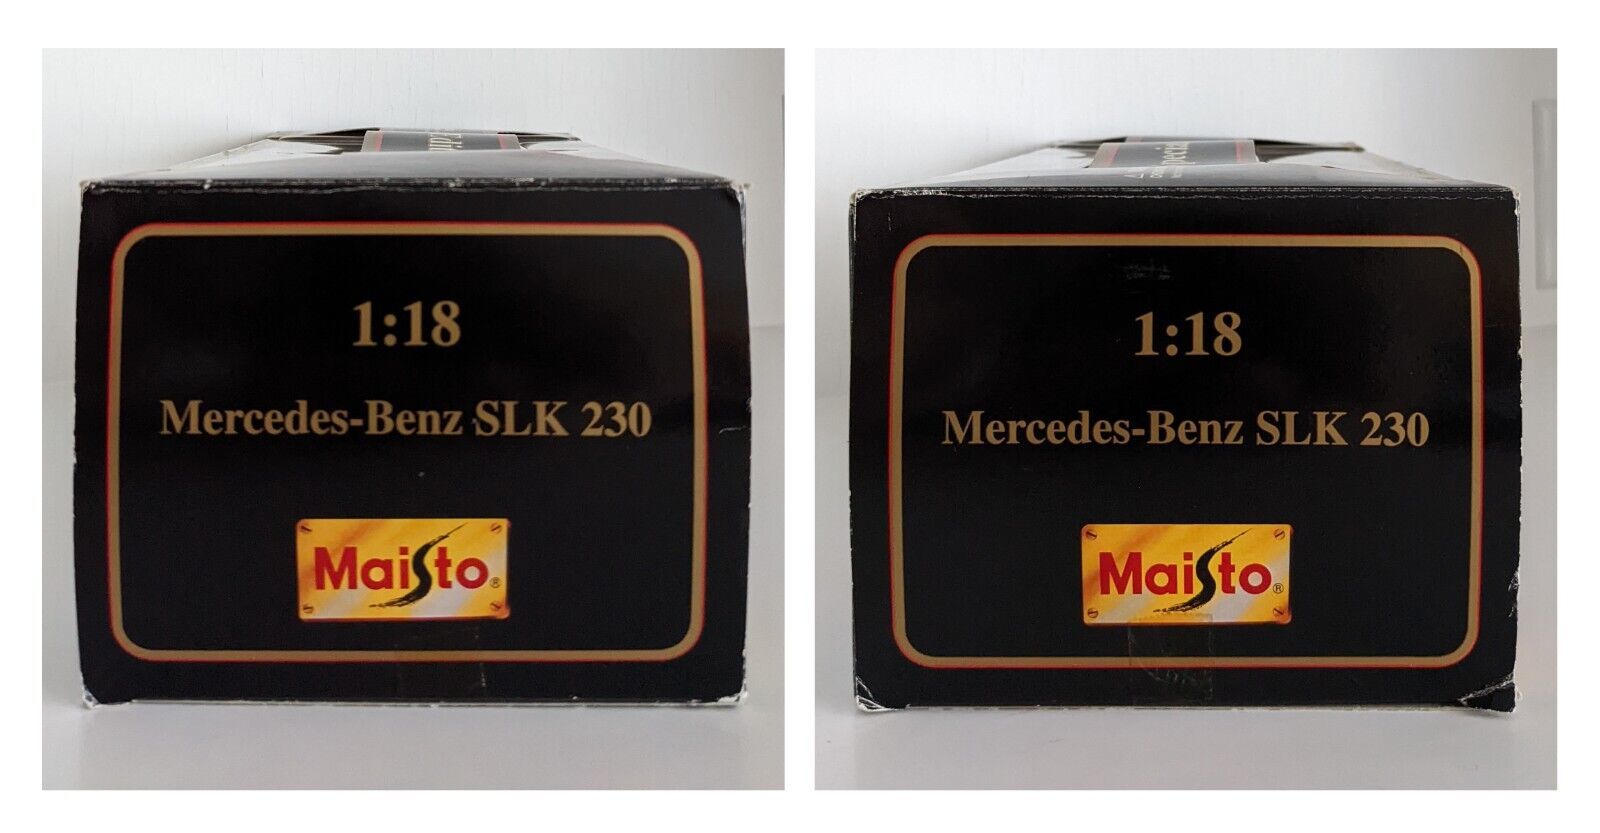 1:18
Mercedes-Benz SLK 230
Maisto®
1:18
Mercedes-Benz SLK 230
Maisto®